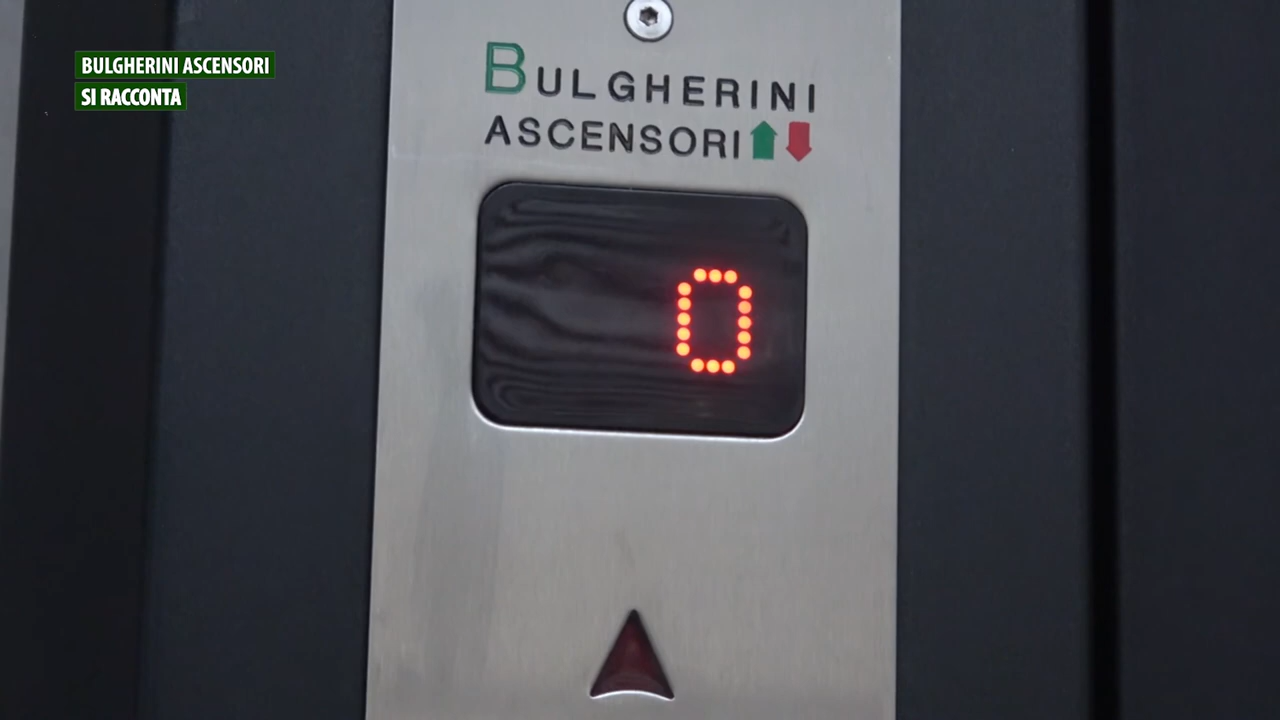 BULGHERINI ASCENSORI
SI RACCONTA
BULGHERINI
ASCENSORI
0